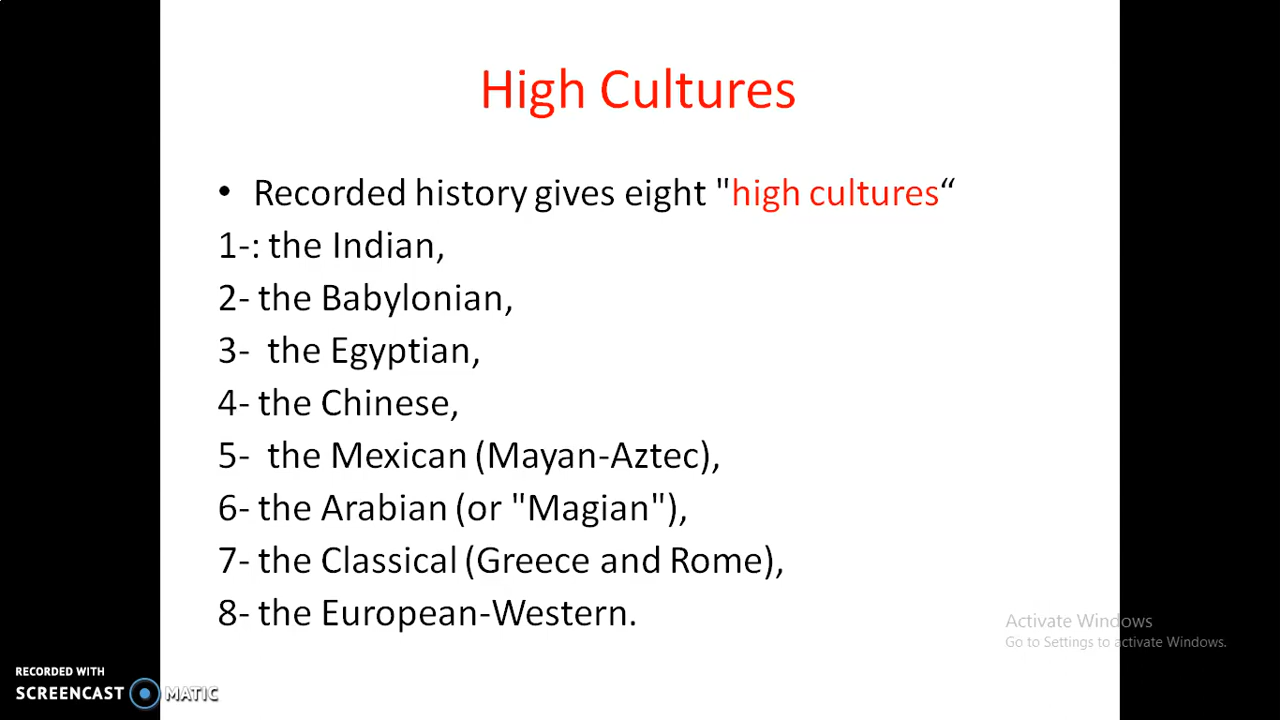 High Cultures
• Recorded history gives eight "high cultures“
1-: the Indian,
2- the Babylonian,
3-  the Egyptian,
4- the Chinese,
5-  the Mexican (Mayan-Aztec),
6- the Arabian (or "Magian"),
7- the Classical (Greece and Rome),
8- the European-Western.
Activate Windows
Go to Settings to activate Windows.
RECORDED WITH
SCREENCAST MATIC